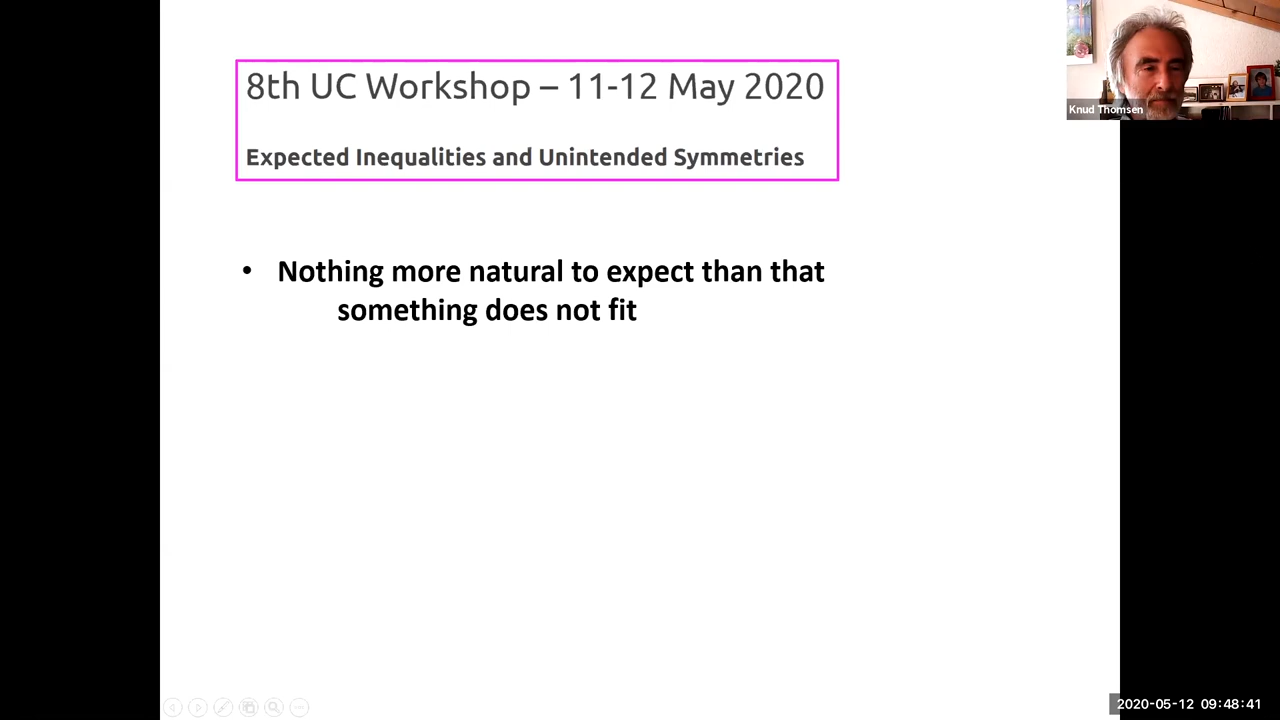 8th UC Workshop – 11-12 May 2020
Expected Inequalities and Unintended Symmetries
Knud Thomsen
• Nothing more natural to expect than that
something does not fit
2020-05-12 09:48:41